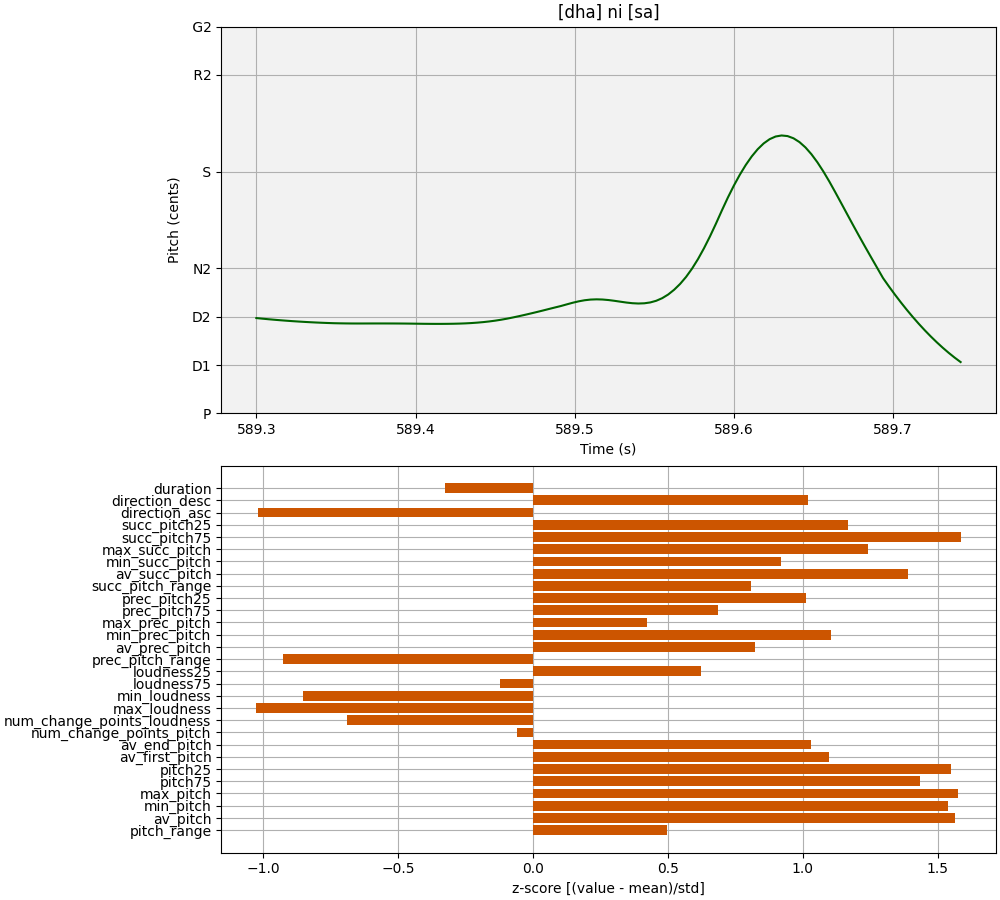 [dha] ni [sa]
G2
R2
S
N2
D2
D1
P
Pitch (cents)
589.3 589.4 589.5 589.6 589.7
Time (s)
duration
direction_desc
direction_asc
succ_pitch25
succ_pitch75
max_succ_pitch
min_succ_pitch
av_succ_pitch
succ_pitch_range
prec_pitch25
prec_pitch75
max_prec_pitch
min_prec_pitch
av_prec_pitch
prec_pitch_range
loudness25
loudness75
min_loudness
max_loudness
num_change_points_loudness
num_change_points_pitch
av_end_pitch
av_first_pitch
pitch25
pitch75
max_pitch
min_pitch
av_pitch
pitch_range
−1.0 −0.5 0.0 0.5 1.0 1.5
z-score [(value - mean)/std]